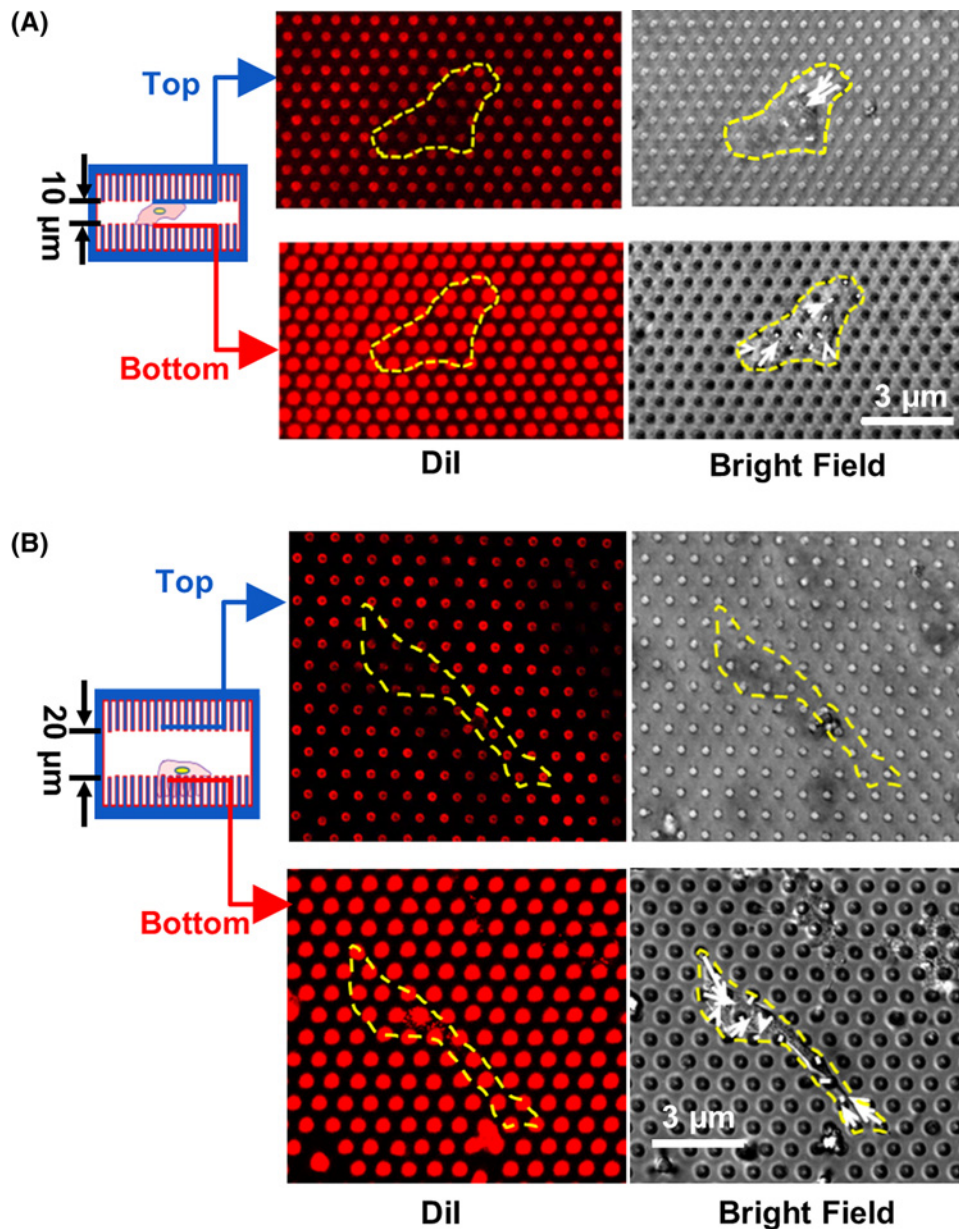 (A)
Top
10 μm
Bottom
3 μm
DiI
Bright Field
(B)
Top
20 μm
Bottom
3 μm
DiI
Bright Field